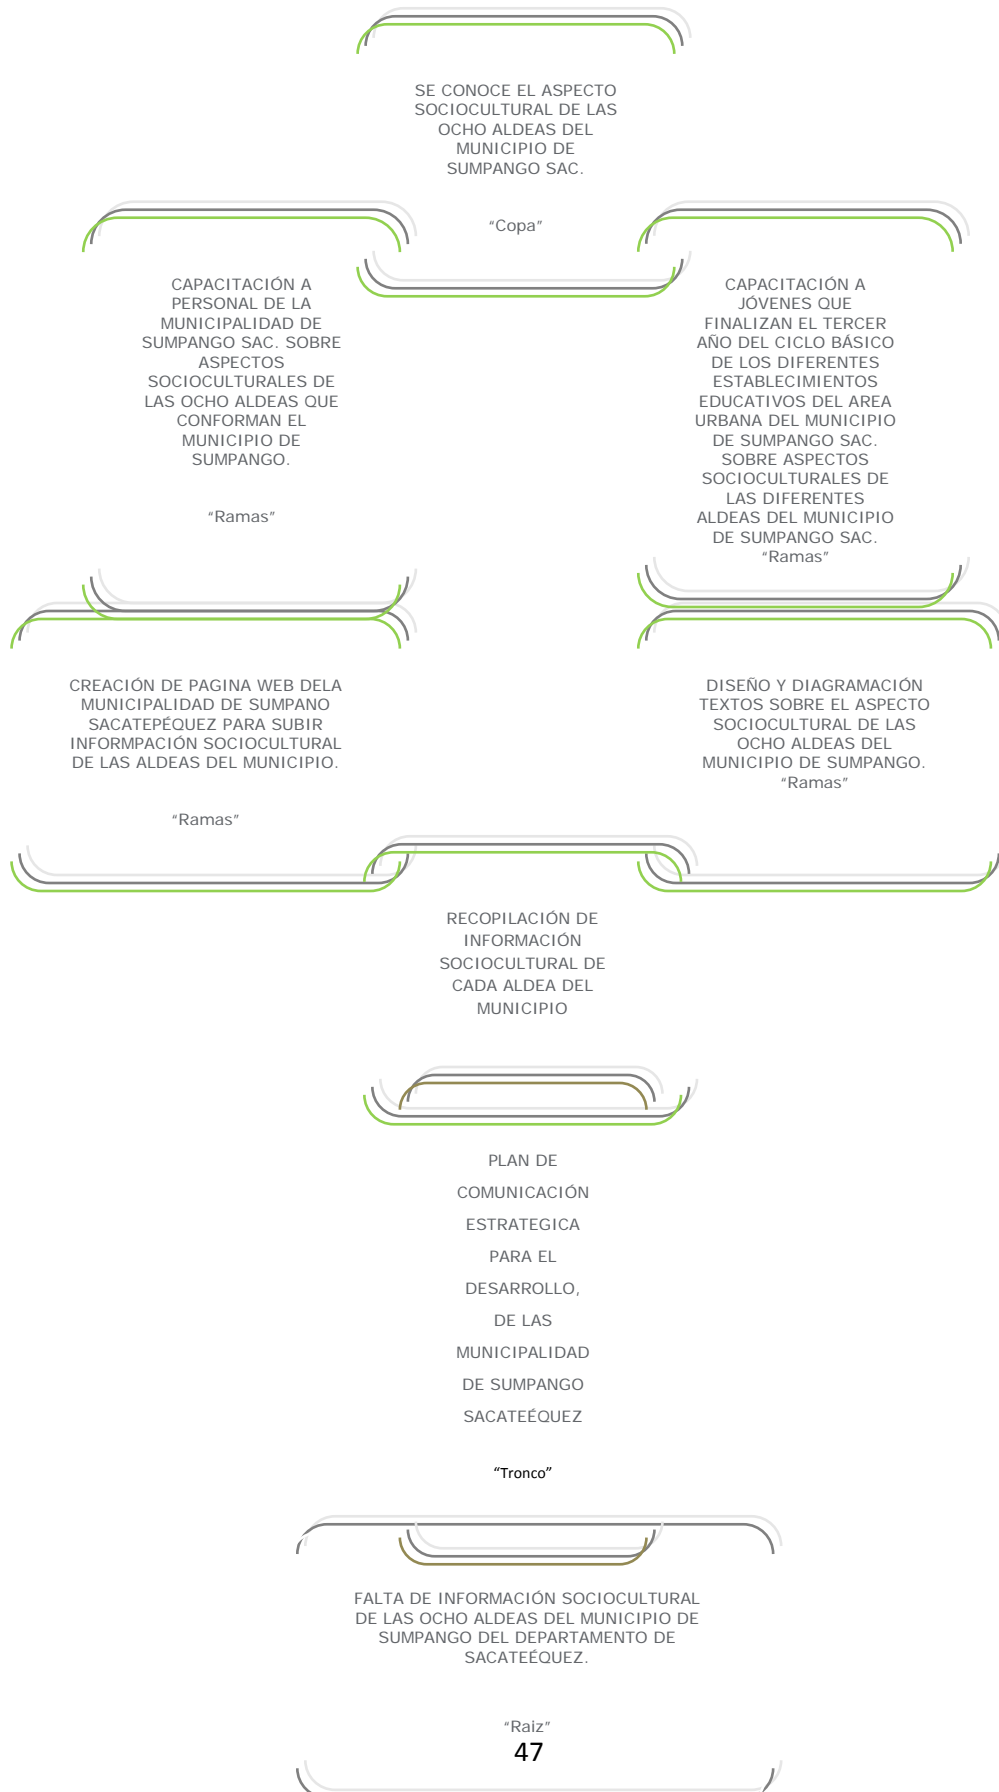 SE CONOCE EL ASPECTO
SOCIOCULTURAL DE LAS
OCHO ALDEAS DEL
MUNICIPIO DE
SUMPANGO SAC.
“Copa”
CAPACITACIÓN A
PERSONAL DE LA
MUNICIPALIDAD DE
SUMPANGO SAC. SOBRE
ASPECTOS
SOCIOCULTURALES DE
LAS OCHO ALDEAS QUE
CONFORMAN EL
MUNICIPIO DE
SUMPANGO.
“Ramas”
CAPACITACIÓN A
JÓVENES QUE
FINALIZAN EL TERCER
AÑO DEL CICLO BÁSICO
DE LOS DIFERENTES
ESTABLECIMIENTOS
EDUCATIVOS DEL AREA
URBANA DEL MUNICIPIO
DE SUMPANGO SAC.
SOBRE ASPECTOS
SOCIOCULTURALES DE
LAS DIFERENTES
ALDEAS DEL MUNICIPIO
DE SUMPANGO SAC.
“Ramas”
CREACIÓN DE PAGINA WEB DELA
MUNICIPALIDAD DE SUMPANO
SACATEPÉQUEZ PARA SUBIR
INFORMPACIÓN SOCIOCULTURAL
DE LAS ALDEAS DEL MUNICIPIO.
“Ramas”
DISEÑO Y DIAGRAMACIÓN
TEXTOS SOBRE EL ASPECTO
SOCIOCULTURAL DE LAS
OCHO ALDEAS DEL
MUNICIPIO DE SUMPANGO.
“Ramas”
RECOPILACIÓN DE
INFORMACIÓN
SOCIOCULTURAL DE
CADA ALDEA DEL
MUNICIPIO
PLAN DE
COMUNICACIÓN
ESTRATEGICA
PARA EL
DESARROLLO,
DE LAS
MUNICIPALIDAD
DE SUMPANGO
SACATEÉQUEZ
“Tronco”
FALTA DE INFORMACIÓN SOCIOCULTURAL
DE LAS OCHO ALDEAS DEL MUNICIPIO DE
SUMPANGO DEL DEPARTAMENTO DE
SACATEÉQUEZ.
“Raiz”
47